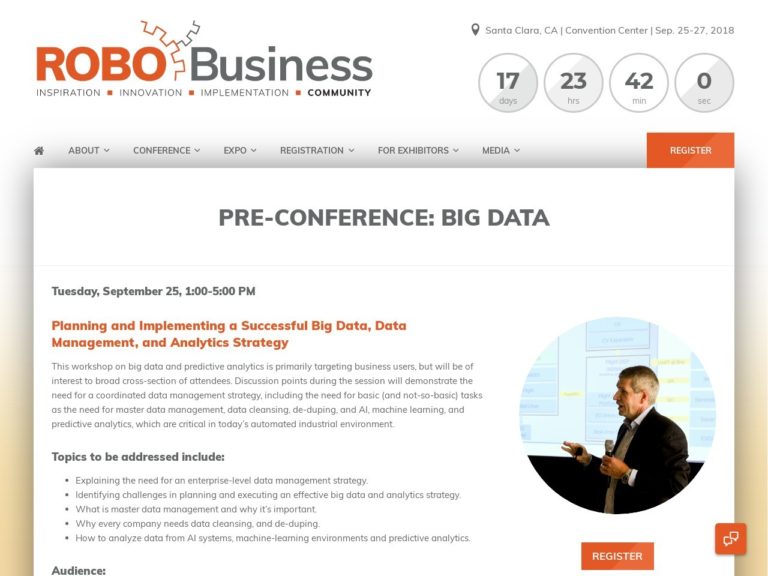 ROBO Business
INSPIRATION ■ INNOVATION ■ IMPLEMENTATION ■ COMMUNITY
Santa Clara, CA | Convention Center | Sep. 25-27, 2018
17 23 42 0
days hrs min sec
ABOUT CONFERENCE EXPO REGISTRATION FOR EXHIBITORS MEDIA REGISTER
PRE-CONFERENCE: BIG DATA
Tuesday, September 25, 1:00-5:00 PM
Planning and Implementing a Successful Big Data, Data
Management, and Analytics Strategy
This workshop on big data and predictive analytics is primarily targeting business users, but will be of
interest to broad cross-section of attendees. Discussion points during the session will demonstrate the
need for a coordinated data management strategy, including the need for basic (and not-so-basic) tasks
as the need for master data management, data cleansing, de-duping, and AI, machine learning, and
predictive analytics, which are critical in today's automated industrial environment.
Topics to be addressed include:
• Explaining the need for an enterprise-level data management strategy.
• Identifying challenges in planning and executing an effective big data and analytics strategy.
• What is master data management and why it's important.
• Why every company needs data cleansing, and de-duping.
• How to analyze data from AI systems, machine-learning environments and predictive analytics.
Audience:
REGISTER